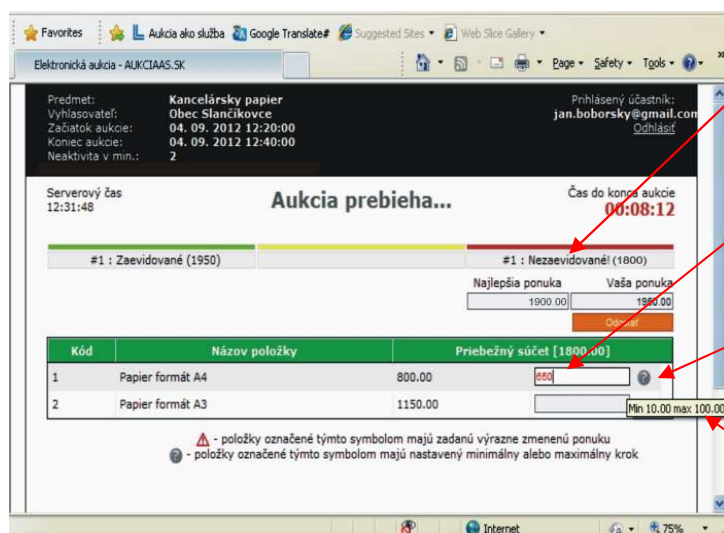 Favorites Aukcia ako služba Google Translate# Suggested Sites Web Slice Gallery
Elektronická aukcia - AUKCIAAS.SK Page Safety Tools »
Predmet: Kancelársky papier Prihlásený účastník:
Vyhlasovateľ: Obec Slančíkovce jan.boborsky@gmail.com
Začiatok aukcie: 04. 09. 2012 12:20:00 Odhlásiť
Koniec aukcie: 04. 09. 2012 12:40:00
Neaktivita v min.: 2
Serverový čas Aukcia prebieha... Čas do konca aukcie
12:31:48 00:08:12
#1 : Zaevidované (1950) #1 : Nezaevidované! (1800)
Najlepšia ponuka Vaša ponuka
1900.00 1950.00
Odoslať
Kód Názov položky Priebežný súčet [1800.00]
1 Papier formát A4 800.00 650
2 Papier formát A3 1150.00
Min 10.00 max 100.00
- položky označené týmto symbolom majú zadanú výrazne zmenenú ponuku
- položky označené týmto symbolom majú nastavený minimálny alebo maximálny krok
Internet 75%